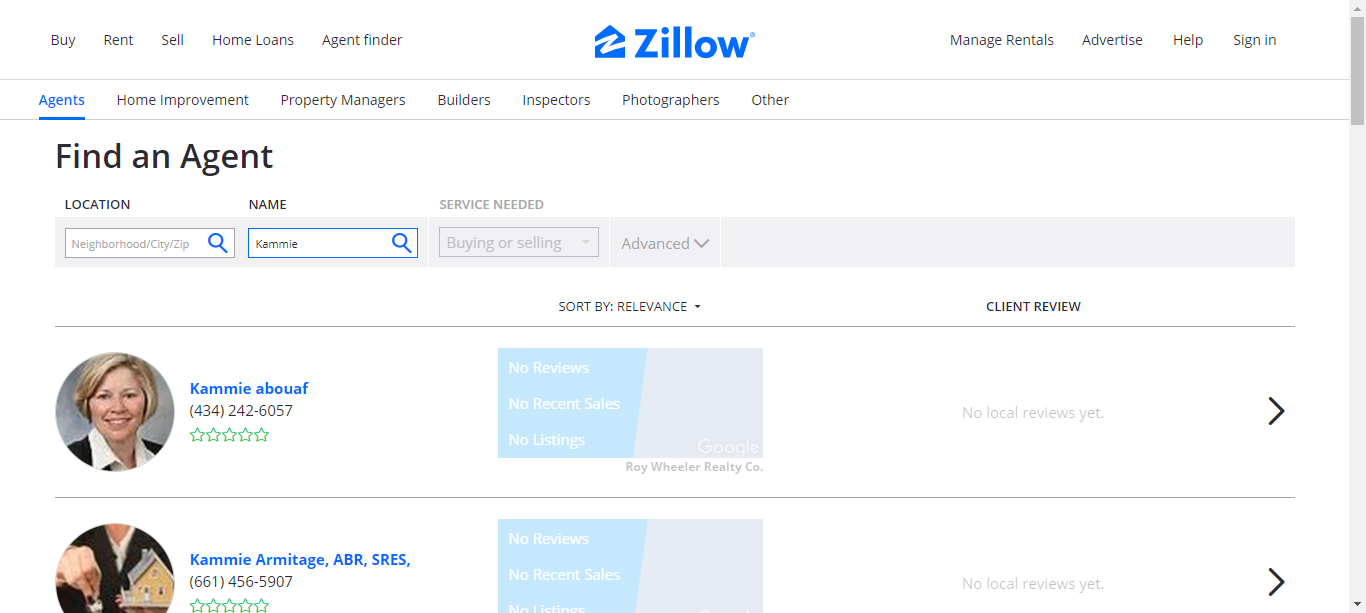 Buy Rent Sell Home Loans Agent finder Zillow® Manage Rentals Advertise Help Sign in
Agents Home Improvement Property Managers Builders Inspectors Photographers Other
Find an Agent
LOCATION NAME SERVICE NEEDED
Neighborhood/City/Zip Kammie Buying or selling Advanced
SORT BY: RELEVANCE CLIENT REVIEW
Kammie abouaf
(434) 242-6057
No Reviews
No Recent Sales
No Listings
Google
Roy Wheeler Realty Co.
No local reviews yet.
Kammie Armitage, ABR, SRES,
(661) 456-5907
No Reviews
No Recent Sales
No Listings
No local reviews yet.